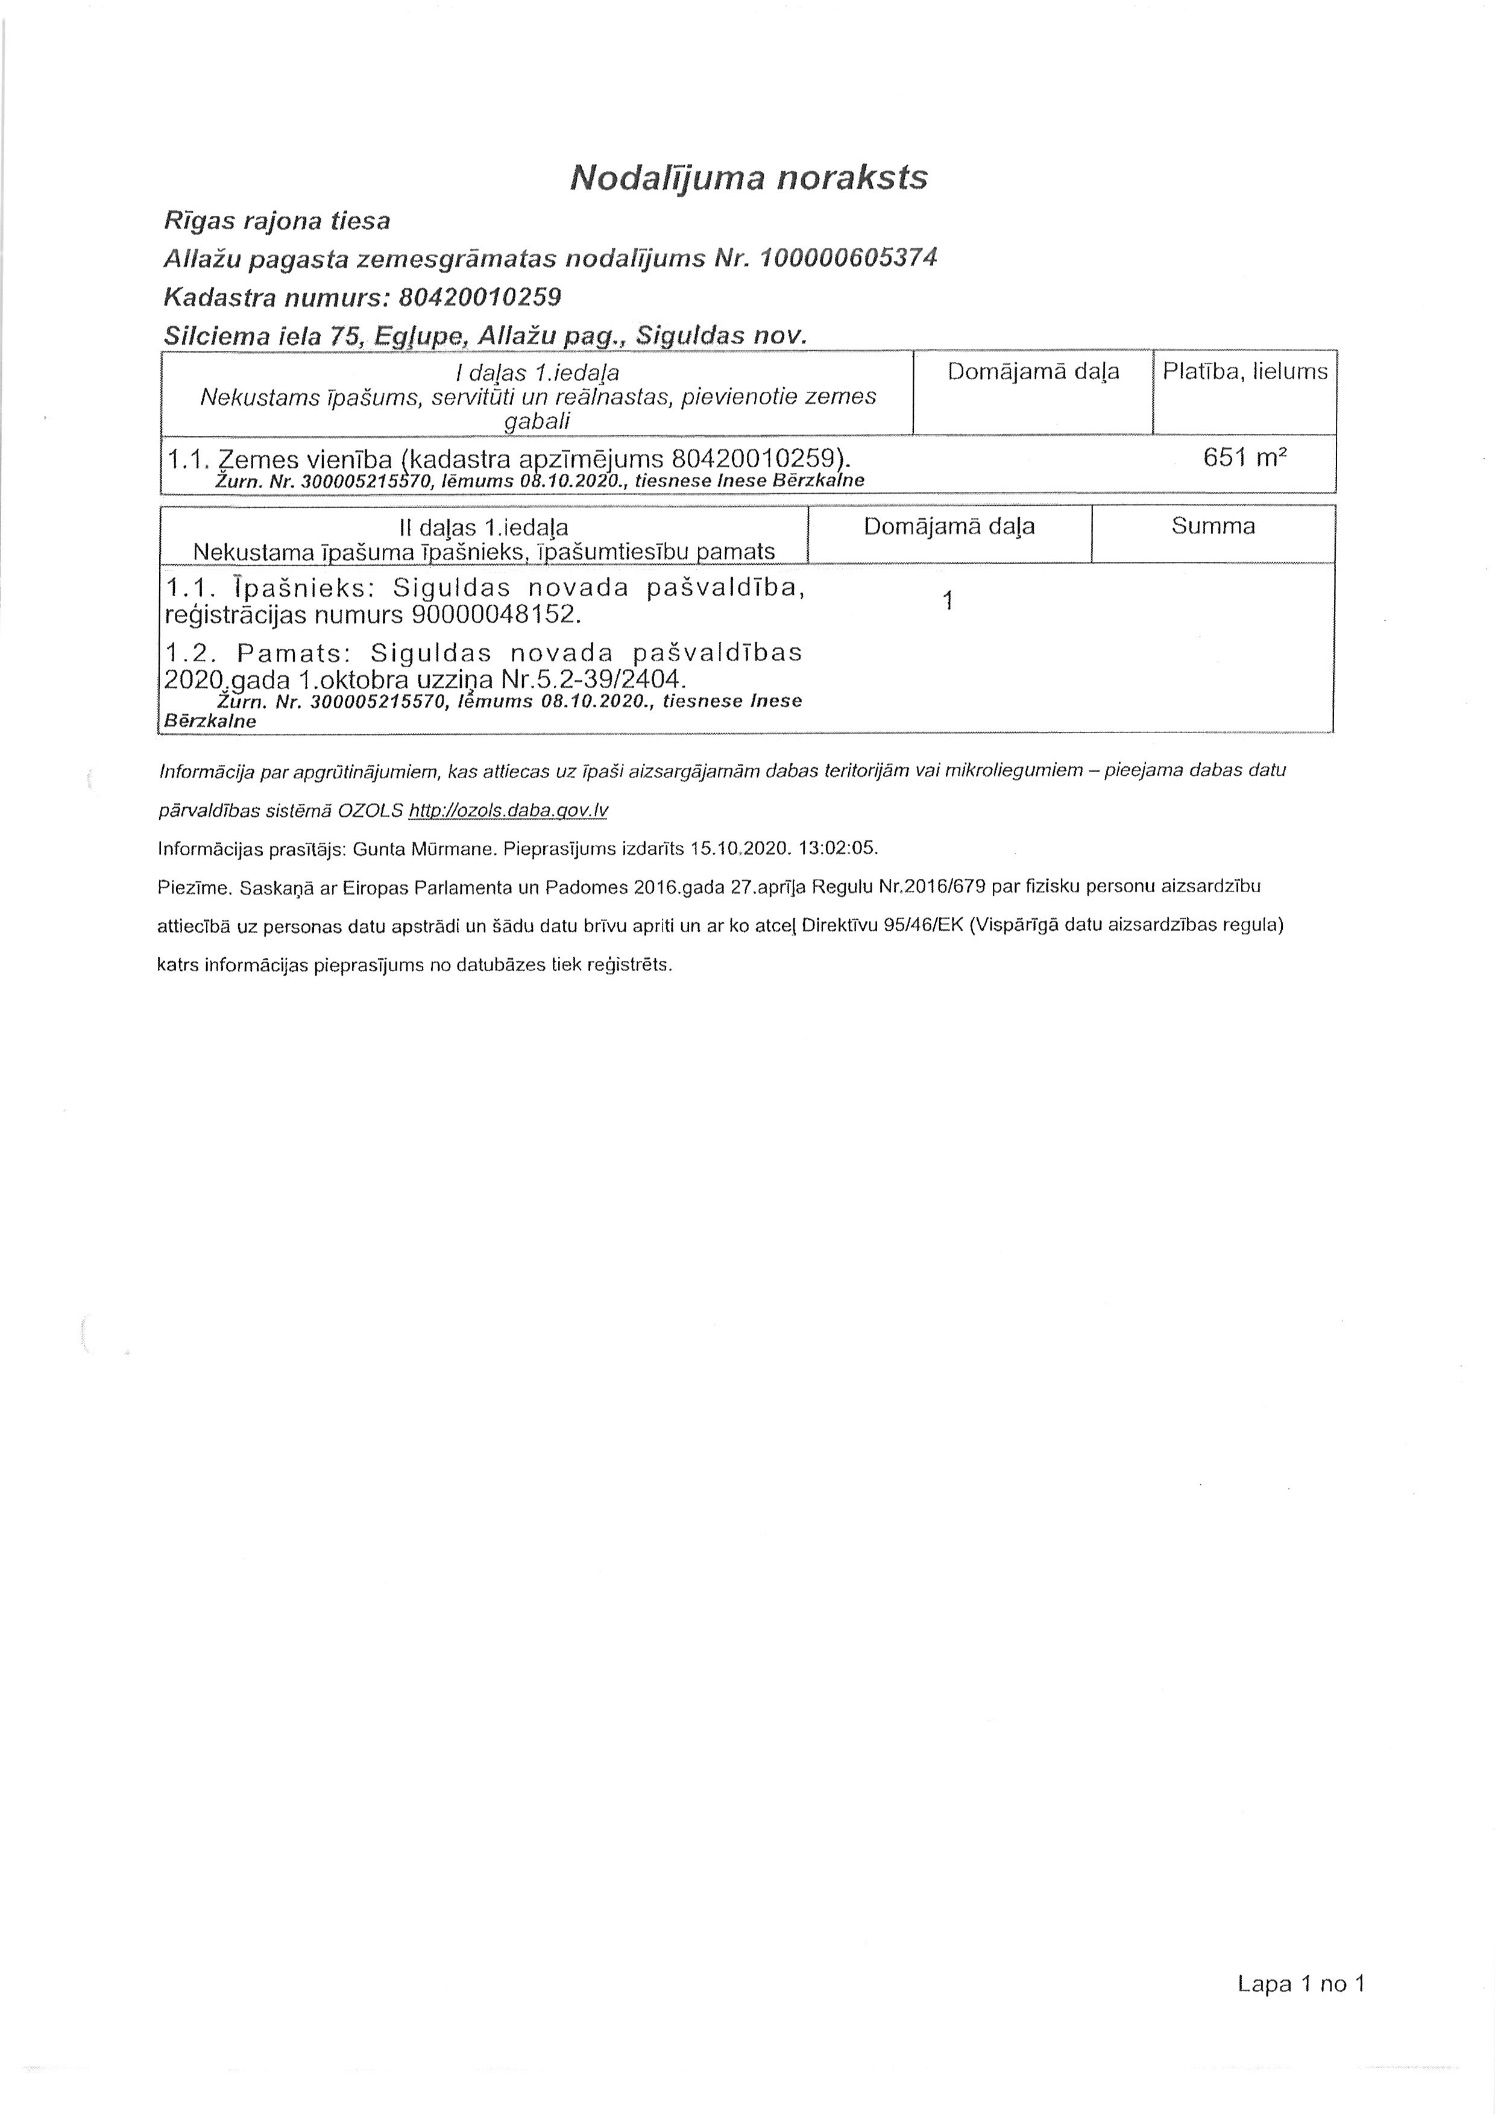 Nodalījuma noraksts
Rīgas rajona tiesa
Allažu pagasta zemesgrāmatas nodalījums Nr. 100000605374
Kadastra numurs: 80420010259
Silciema iela 75, Egļupe, Allažu pag., Siguldas nov.
I daļas 1.iedaļa
Nekustams īpašums, servitūti un reālnastas, pievienotie zemes
gabali
Domājamā daļa
Platība, lielums
1.1. Zemes vienība (kadastra apzīmējums 80420010259).
651 m²
Žurn. Nr. 300005215570, lēmums 08.10.2020., tiesnese Inese Bērzkalne
II daļas 1.iedaļa
Nekustama īpašuma īpašnieks, īpašumtiesību pamats
Domājamā daļa
Summa
1.1. Īpašnieks: Siguldas novada pašvaldība,
reģistrācijas numurs 90000048152.
1
1.2. Pamats: Siguldas novada pašvaldības
2020.gada 1.oktobra uzziņa Nr.5.2-39/2404.
Žurn. Nr. 300005215570, lēmums 08.10.2020., tiesnese Inese
Bērzkalne
Informācija par apgrūtinājumiem, kas attiecas uz īpaši aizsargājamām dabas teritorijām vai mikroliegumiem – pieejama dabas datu
pārvaldības sistēmā OZOLS http://ozols.daba.gov.lv
Informācijas prasītājs: Gunta Mūrmane. Pieprasījums izdarīts 15.10.2020. 13:02:05.
Piezīme. Saskaņā ar Eiropas Parlamenta un Padomes 2016.gada 27.aprīļa Regulu Nr.2016/679 par fizisku personu aizsardzību
attiecībā uz personas datu apstrādi un šādu datu brīvu apriti un ar ko atceļ Direktīvu 95/46/EK (Vispārīgā datu aizsardzības regula)
katrs informācijas pieprasījums no datubāzes tiek reģistrēts.
Lapa 1 no 1